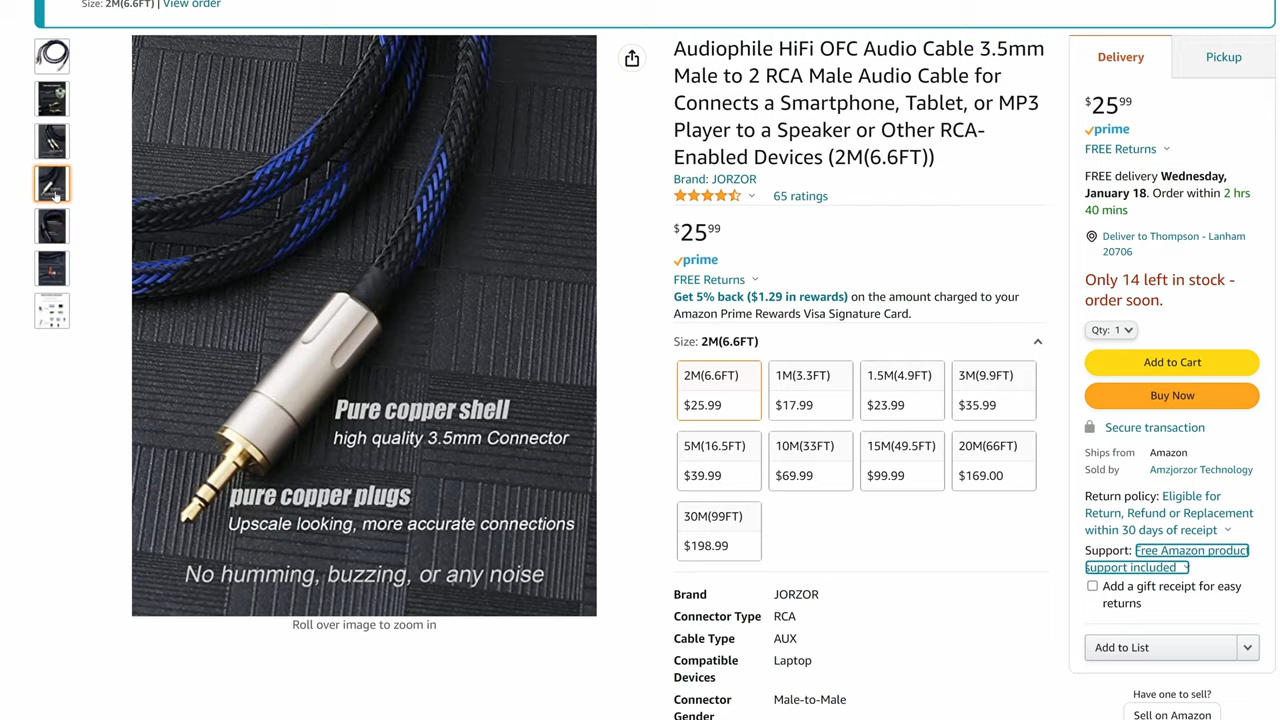 Size: 2M(6.6FT) | View order
Pure copper shell
high quality 3.5mm Connector
pure copper plugs
Upscale looking, more accurate connections
No humming, buzzing, or any noise
Roll over image to zoom in
Audiophile HiFi OFC Audio Cable 3.5mm
Male to 2 RCA Male Audio Cable for
Connects a Smartphone, Tablet, or MP3
Player to a Speaker or Other RCA-
Enabled Devices (2M(6.6FT))
Brand: JORZOR
65 ratings
$25 99
prime
FREE Returns
Get 5% back ($1.29 in rewards) on the amount charged to your
Amazon Prime Rewards Visa Signature Card.
Size: 2M(6.6FT)
2M(6.6FT) 1M(3.3FT) 1.5M(4.9FT) 3M(9.9FT)
$25.99 $17.99 $23.99 $35.99
5M(16.5FT) 10M(33FT) 15M(49.5FT) 20M(66FT)
$39.99 $69.99 $99.99 $169.00
30M(99FT)
$198.99
Brand JORZOR
Connector Type RCA
Cable Type AUX
Compatible Laptop
Devices
Connector Male-to-Male
Gender
Delivery Pickup
$25 99
prime
FREE Returns
FREE delivery Wednesday,
January 18. Order within 2 hrs
40 mins
Deliver to Thompson - Lanham
20706
Only 14 left in stock -
order soon.
Qty: 1
Add to Cart
Buy Now
Secure transaction
Ships from Amazon
Sold by Amzjorzor Technology
Return policy: Eligible for
Return, Refund or Replacement
within 30 days of receipt
Support: Free Amazon product
support included
Add a gift receipt for easy
returns
Add to List
Have one to sell?
Sell on Amazon